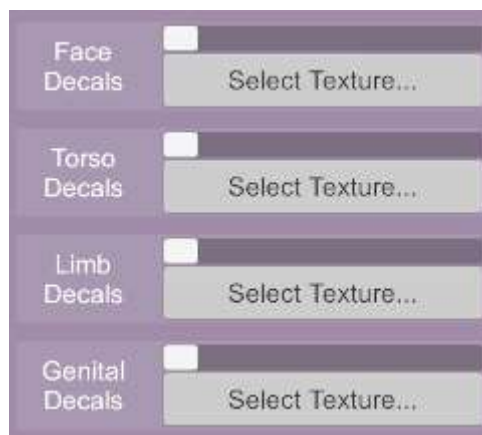 Face
Decals
Select Texture...
Torso
Decals
Select Texture...
Limb
Decals
Select Texture...
Genital
Decals
Select Texture...